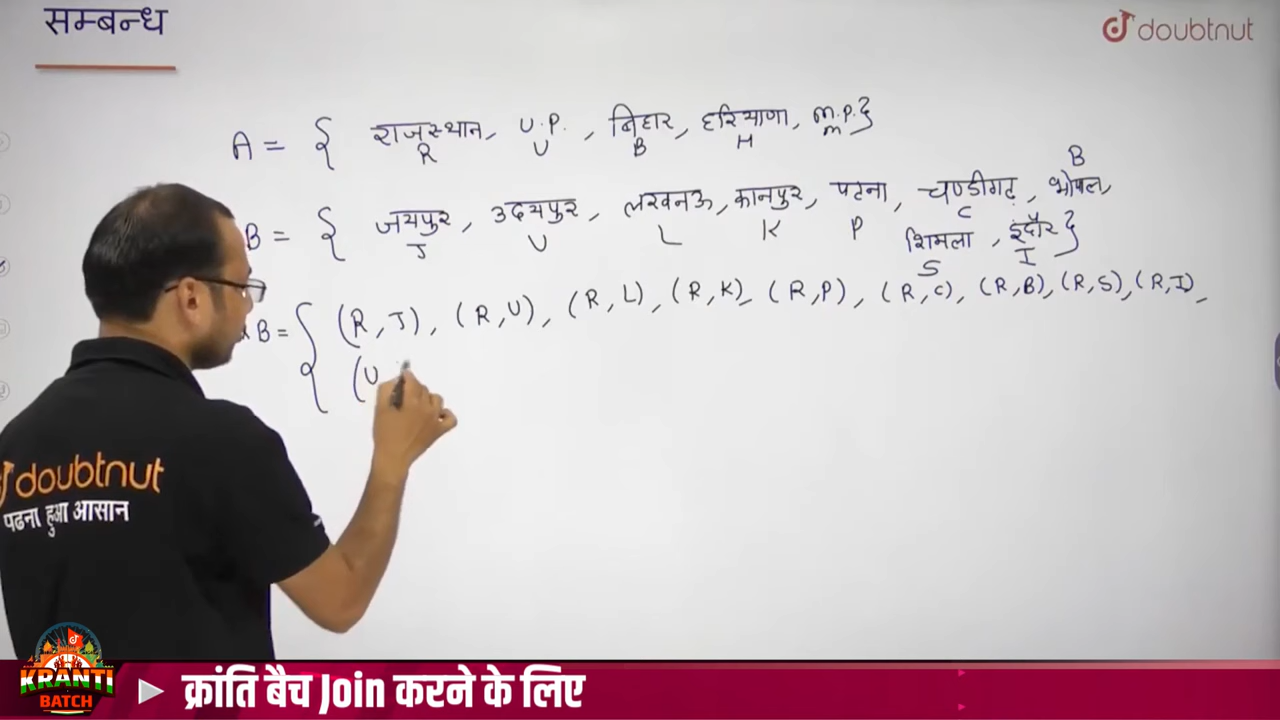 सम्बन्ध
doubtnut
A = { राजस्थान, U.P. , बिहार, हरियाणा, M.P.}
R U B H m
B
B = { जयपुर, उदयपुर, लखनऊ, कानपुर, पटना, चण्डीगढ़, भोपाल,
J U L K P C
शिमला, इंदौर}
S I
x B = { (R, J), (R, U), (R, L), (R, K), (R, P), (R, C), (R, B), (R, S), (R, I),
(U
doubtnut
पढना हुआ आसान
KRANTI
BATCH
क्रांति बैच Join करने के लिए